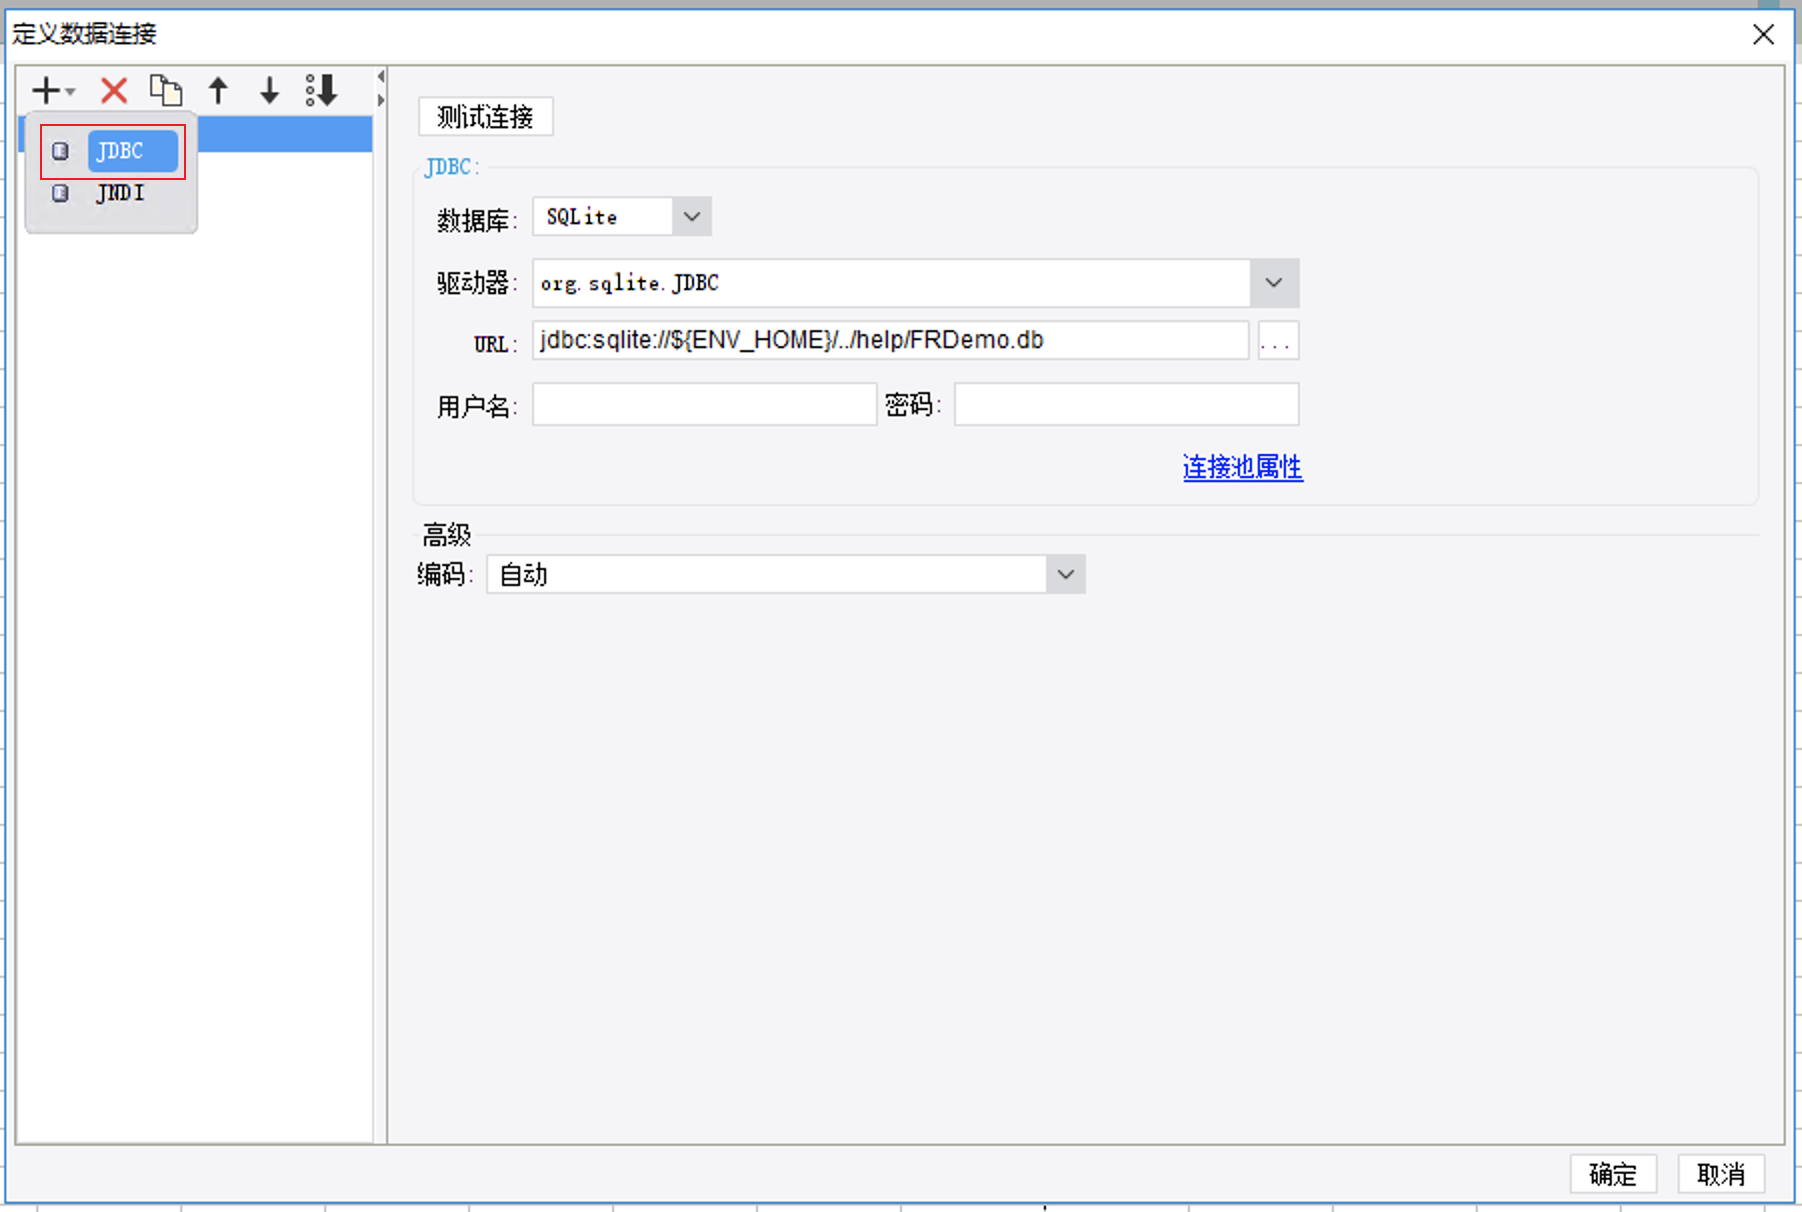 定义数据连接
JDBC
JNDI
测试连接
JDBC:
数据库: SQLite
驱动器: org.sqlite.JDBC
URL: jdbc:sqlite://${ENV_HOME}/../help/FRDemo.db ...
用户名: 密码:
连接池属性
高级
编码: 自动
确定 取消